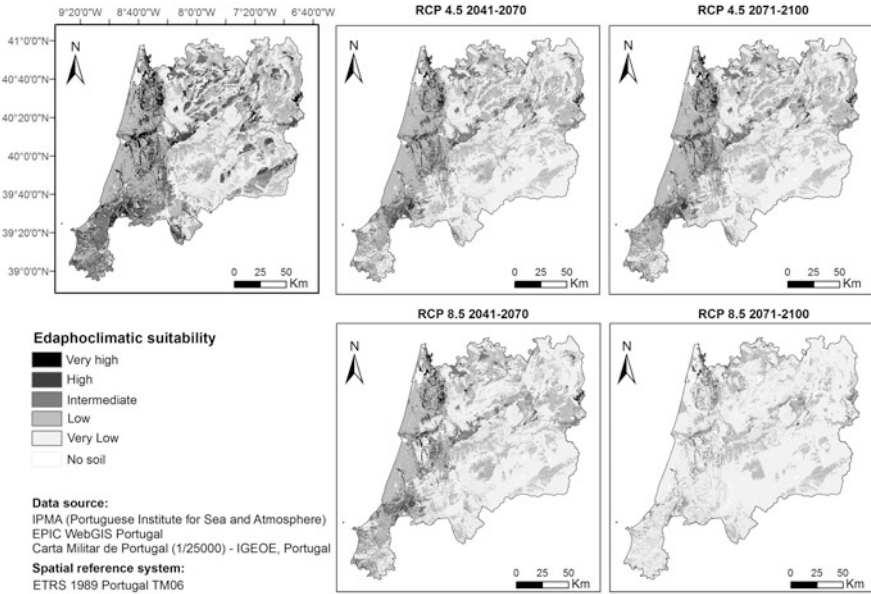 9°20'0"W 8°40'0"W 8°0'0"W 7°20'0"W 6°40'0"W
RCP 4.5 2041-2070
RCP 4.5 2071-2100
41°0'0"N
40°40'0"N
40°20'0"N
40°0'0"N
39°40'0"N
39°20'0"N
39°0'0"N
N
0 25 50
Km
N
0 25 50
Km
N
0 25 50
Km
RCP 8.5 2041-2070
RCP 8.5 2071-2100
N
0 25 50
Km
N
0 25 50
Km
Edaphoclimatic suitability
Very high
High
Intermediate
Low
Very Low
No soil
Data source:
IPMA (Portuguese Institute for Sea and Atmosphere)
EPIC WebGIS Portugal
Carta Militar de Portugal (1/25000) - IGEOE, Portugal
Spatial reference system:
ETRS 1989 Portugal TM06